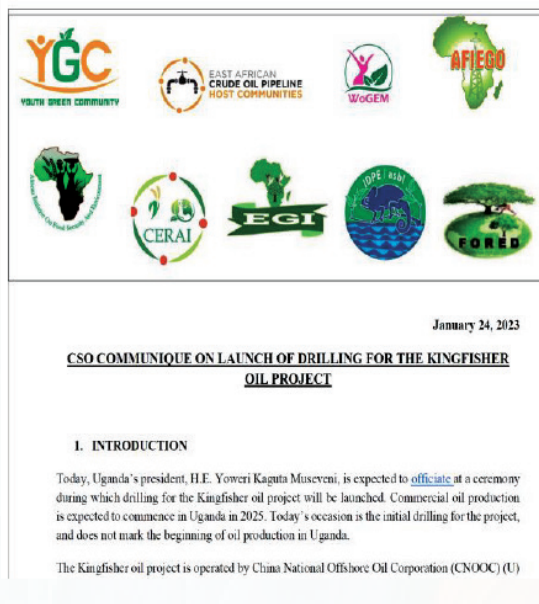 YGC
YOUTH GREEN COMMUNITY
EAST AFRICAN
CRUDE OIL PIPELINE
HOST COMMUNITIES
WoGEM
AFIEGO
CERAI
EGI
IDPE / asbl
FORED
January 24, 2023
CSO COMMUNIQUE ON LAUNCH OF DRILLING FOR THE KINGFISHER
OIL PROJECT
1. INTRODUCTION
Today, Uganda's president, H.E. Yoweri Kaguta Museveni, is expected to officiate at a ceremony
during which drilling for the Kingfisher oil project will be launched. Commercial oil production
is expected to commence in Uganda in 2025. Today's occasion is the initial drilling for the project,
and does not mark the beginning of oil production in Uganda.
The Kingfisher oil project is operated by China National Offshore Oil Corporation (CNOOC) (U)